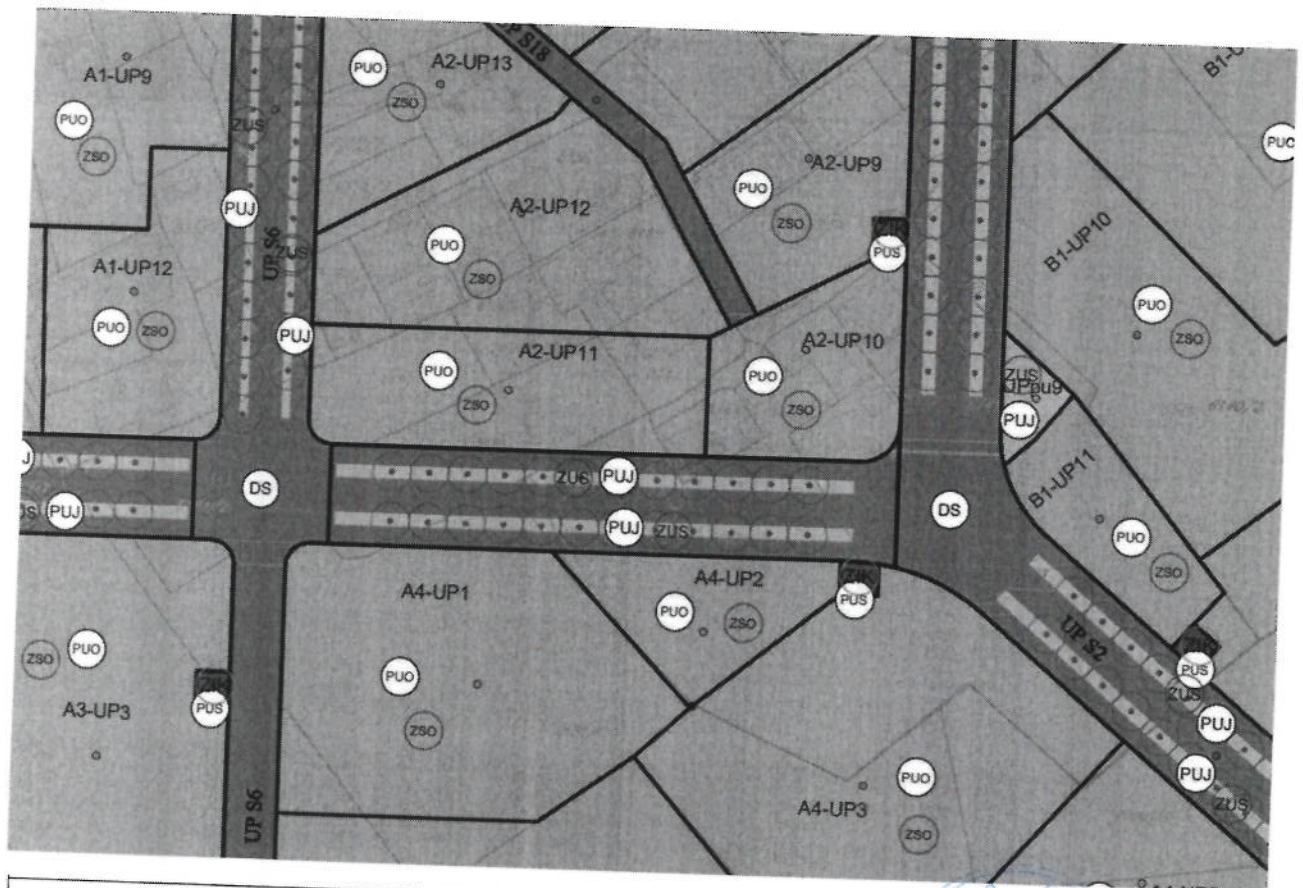 UP S18
A1-UP9
PUO
ZSO
PUO
A2-UP13
ZSO
ZUS
PUJ
UP S6
ZUS
PUJ
A2-UP12
PUO
ZSO
A2-UP9
PUO
ZSO
PUS
PUO
B1-UP10
PUO
ZSO
A1-UP12
PUO
ZSO
A2-UP11
PUO
ZSO
A2-UP10
PUO
ZSO
ZUS
UPpu9
PUJ
B1-UP11
PUO
ZSO
PUJ
DS
ZUS
PUJ
PUJ
ZUS
DS
A4-UP1
PUO
ZSO
A4-UP2
PUO
ZSO
PUS
UP S2
PUS
ZUS
PUJ
PUJ
ZUS
ZSO
PUO
A3-UP3
PUS
UP S6
A4-UP3
PUO
ZSO